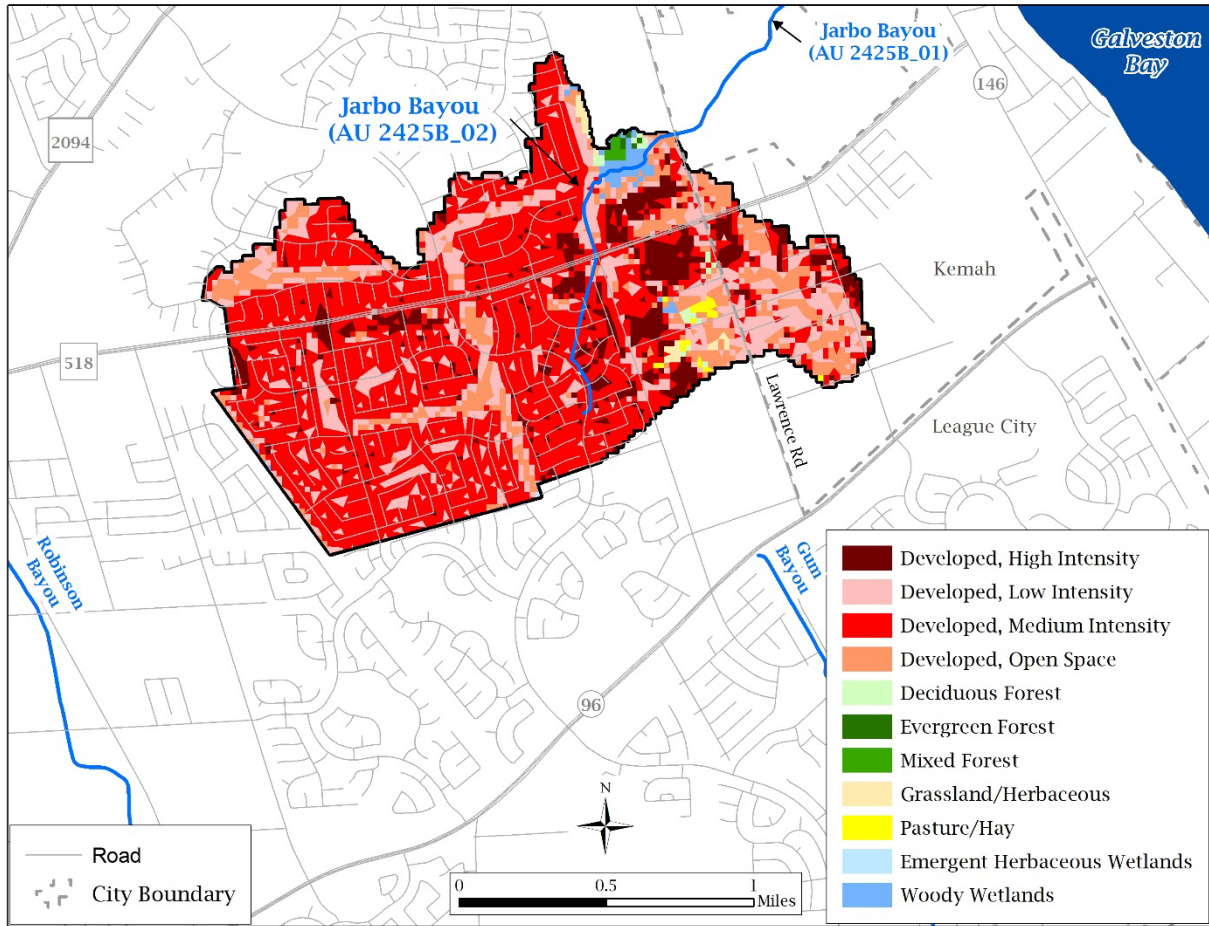 Jarbo Bayou
(AU 2425B_01)
Galveston
Bay
146
Jarbo Bayou
(AU 2425B_02)
2094
Kemah
518
Lawrence Rd
League City
Robinson
Bayou
Gum
Bayou
96
N
Developed, High Intensity
Developed, Low Intensity
Developed, Medium Intensity
Developed, Open Space
Deciduous Forest
Evergreen Forest
Mixed Forest
Grassland/Herbaceous
Pasture/Hay
Emergent Herbaceous Wetlands
Woody Wetlands
Road
City Boundary
0 0.5 1
Miles